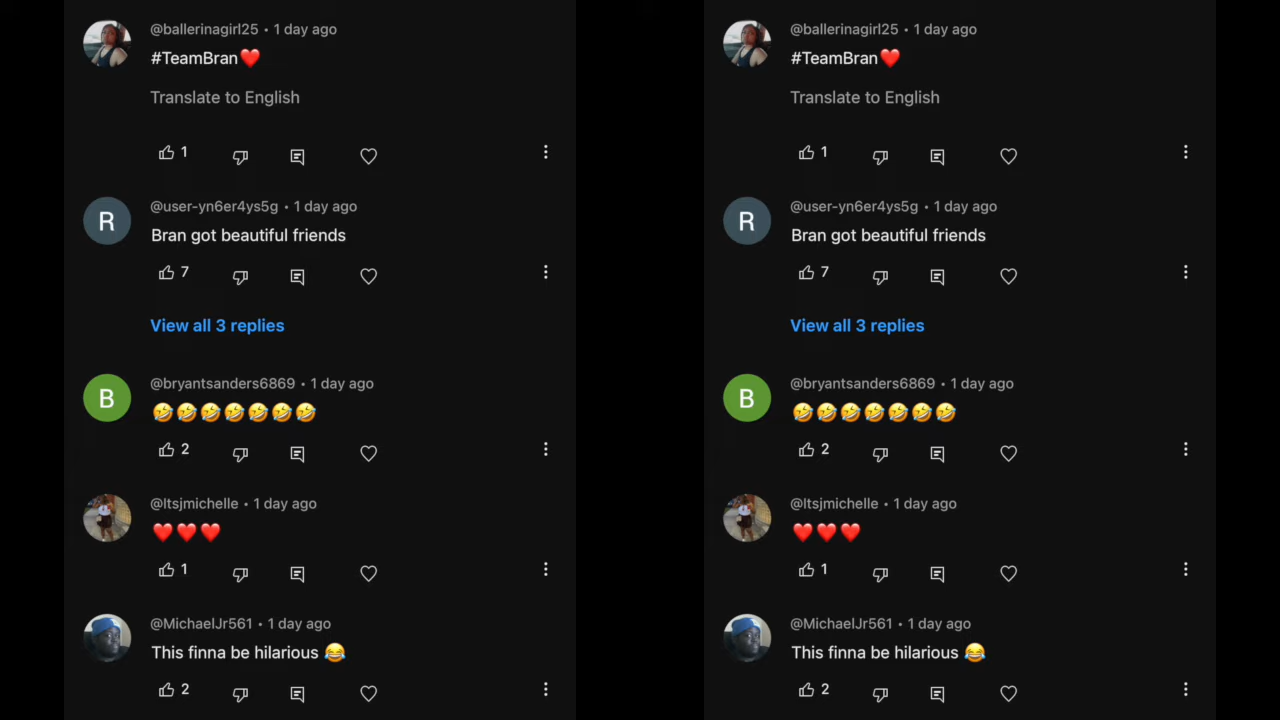 @ballerinagirl25 • 1 day ago
#TeamBran❤️
Translate to English
1
R
@user-yn6er4ys5g • 1 day ago
Bran got beautiful friends
7
View all 3 replies
B
@bryantsanders6869 • 1 day ago
🤣🤣🤣🤣🤣🤣🤣
2
@ltsjmichelle • 1 day ago
❤️❤️❤️
1
@MichaelJr561 • 1 day ago
This finna be hilarious 😂
2
@ballerinagirl25 • 1 day ago
#TeamBran❤️
Translate to English
1
R
@user-yn6er4ys5g • 1 day ago
Bran got beautiful friends
7
View all 3 replies
B
@bryantsanders6869 • 1 day ago
🤣🤣🤣🤣🤣🤣🤣
2
@ltsjmichelle • 1 day ago
❤️❤️❤️
1
@MichaelJr561 • 1 day ago
This finna be hilarious 😂
2